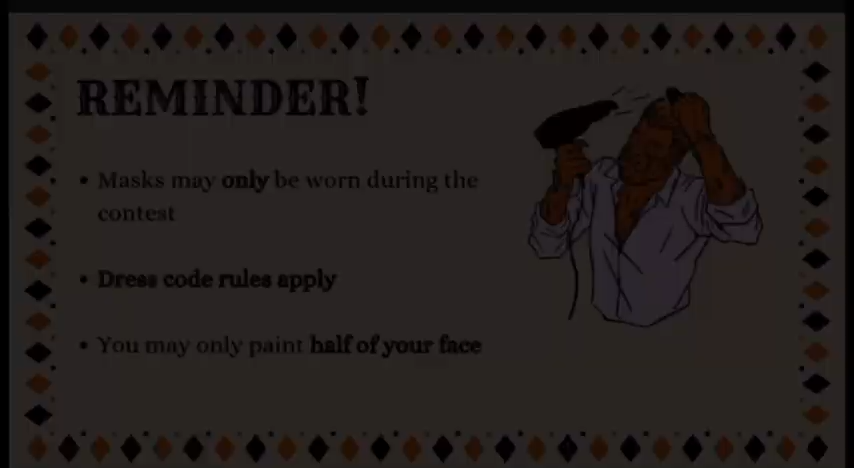 REMINDER!
• Masks may only be worn during the
contest
• Dress code rules apply
• You may only paint half of your face